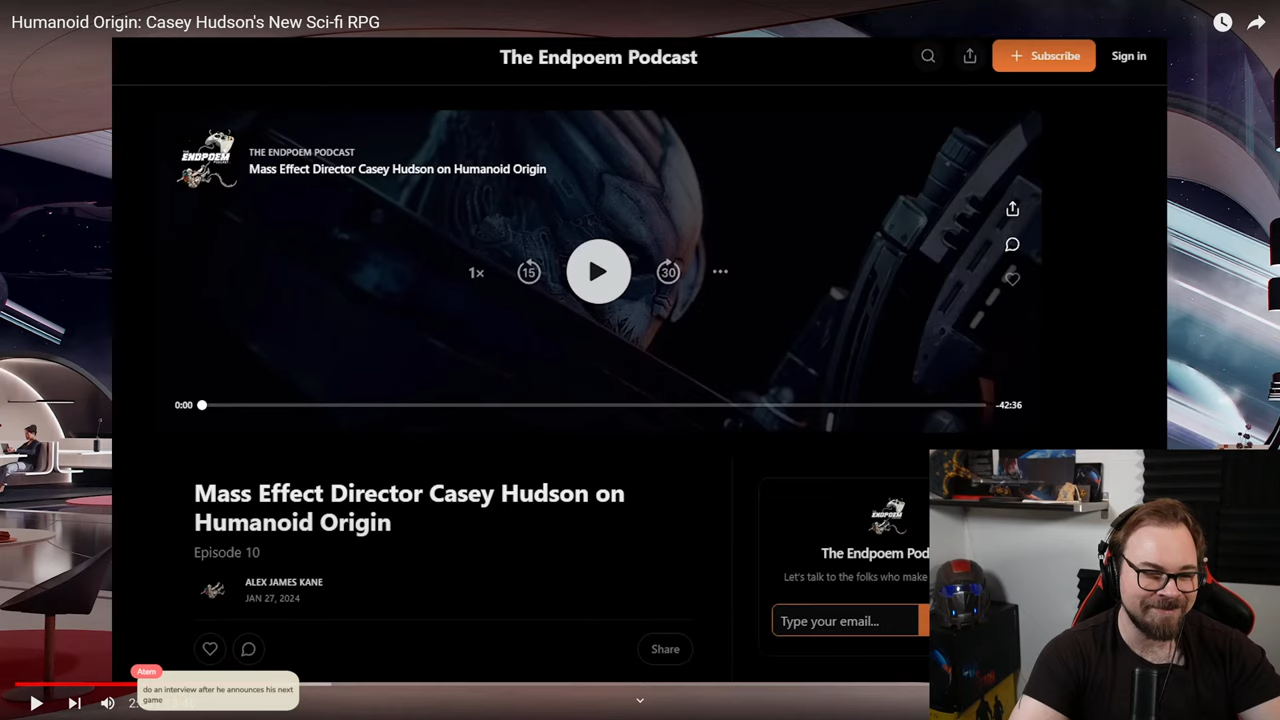 Humanoid Origin: Casey Hudson's New Sci-fi RPG
The Endpoem Podcast
Subscribe
Sign in
THE ENDPOEM PODCAST
Mass Effect Director Casey Hudson on Humanoid Origin
ENDPOEM
1×
15
30
0:00
-42:36
Mass Effect Director Casey Hudson on
Humanoid Origin
Episode 10
ALEX JAMES KANE
JAN 27, 2024
Share
ENDPOEM
The Endpoem Pod
Let's talk to the folks who make
Type your email...
Atem
do an interview after he announces his next
game